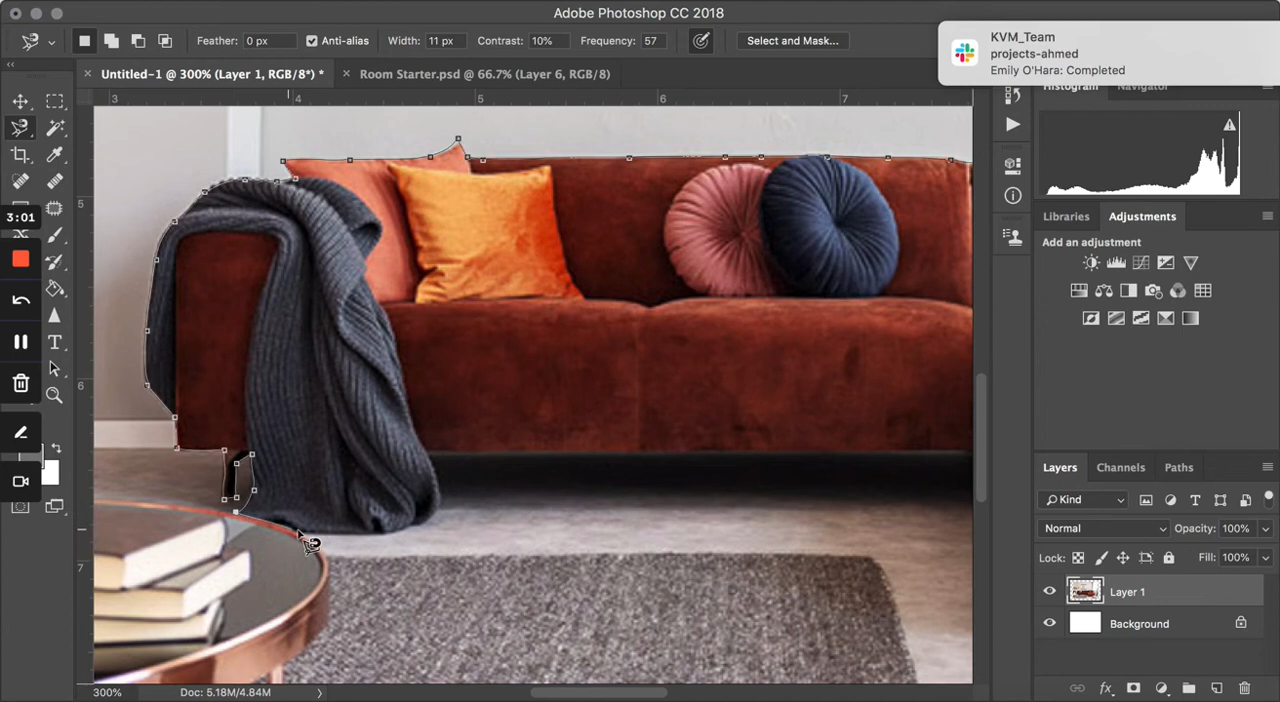 Adobe Photoshop CC 2018
Feather: 0 px
Anti-alias
Width: 11 px
Contrast: 10%
Frequency: 57
Select and Mask...
KVM_Team
projects-ahmed
Emily O'Hara: Completed
Untitled-1 @ 300% (Layer 1, RGB/8*) *
Room Starter.psd @ 66.7% (Layer 6, RGB/8)
Histogram
Navigator
3
4
5
6
7
5
6
7
3:01
Libraries
Adjustments
Add an adjustment
Layers
Channels
Paths
Kind
Normal
Opacity: 100%
Lock:
Fill: 100%
Layer 1
Background
300%
Doc: 5.18M/4.84M